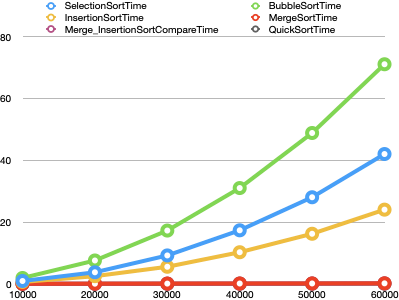 SelectionSortTime BubbleSortTime
InsertionSortTime MergeSortTime
Merge_InsertionSortCompareTime QuickSortTime
80
60
40
20
0
10000 20000 30000 40000 50000 60000